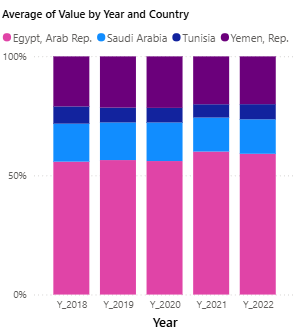 Average of Value by Year and Country
Egypt, Arab Rep. Saudi Arabia Tunisia Yemen, Rep.
100%
50%
0%
Y_2018 Y_2019 Y_2020 Y_2021 Y_2022
Year